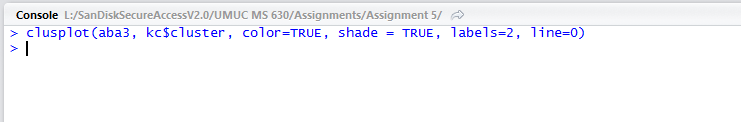 Console L:/SanDiskSecureAccessV2.0/UMUC MS 630/Assignments/Assignment 5/
> clusplot(aba3, kc$cluster, color=TRUE, shade = TRUE, labels=2, line=0)
>